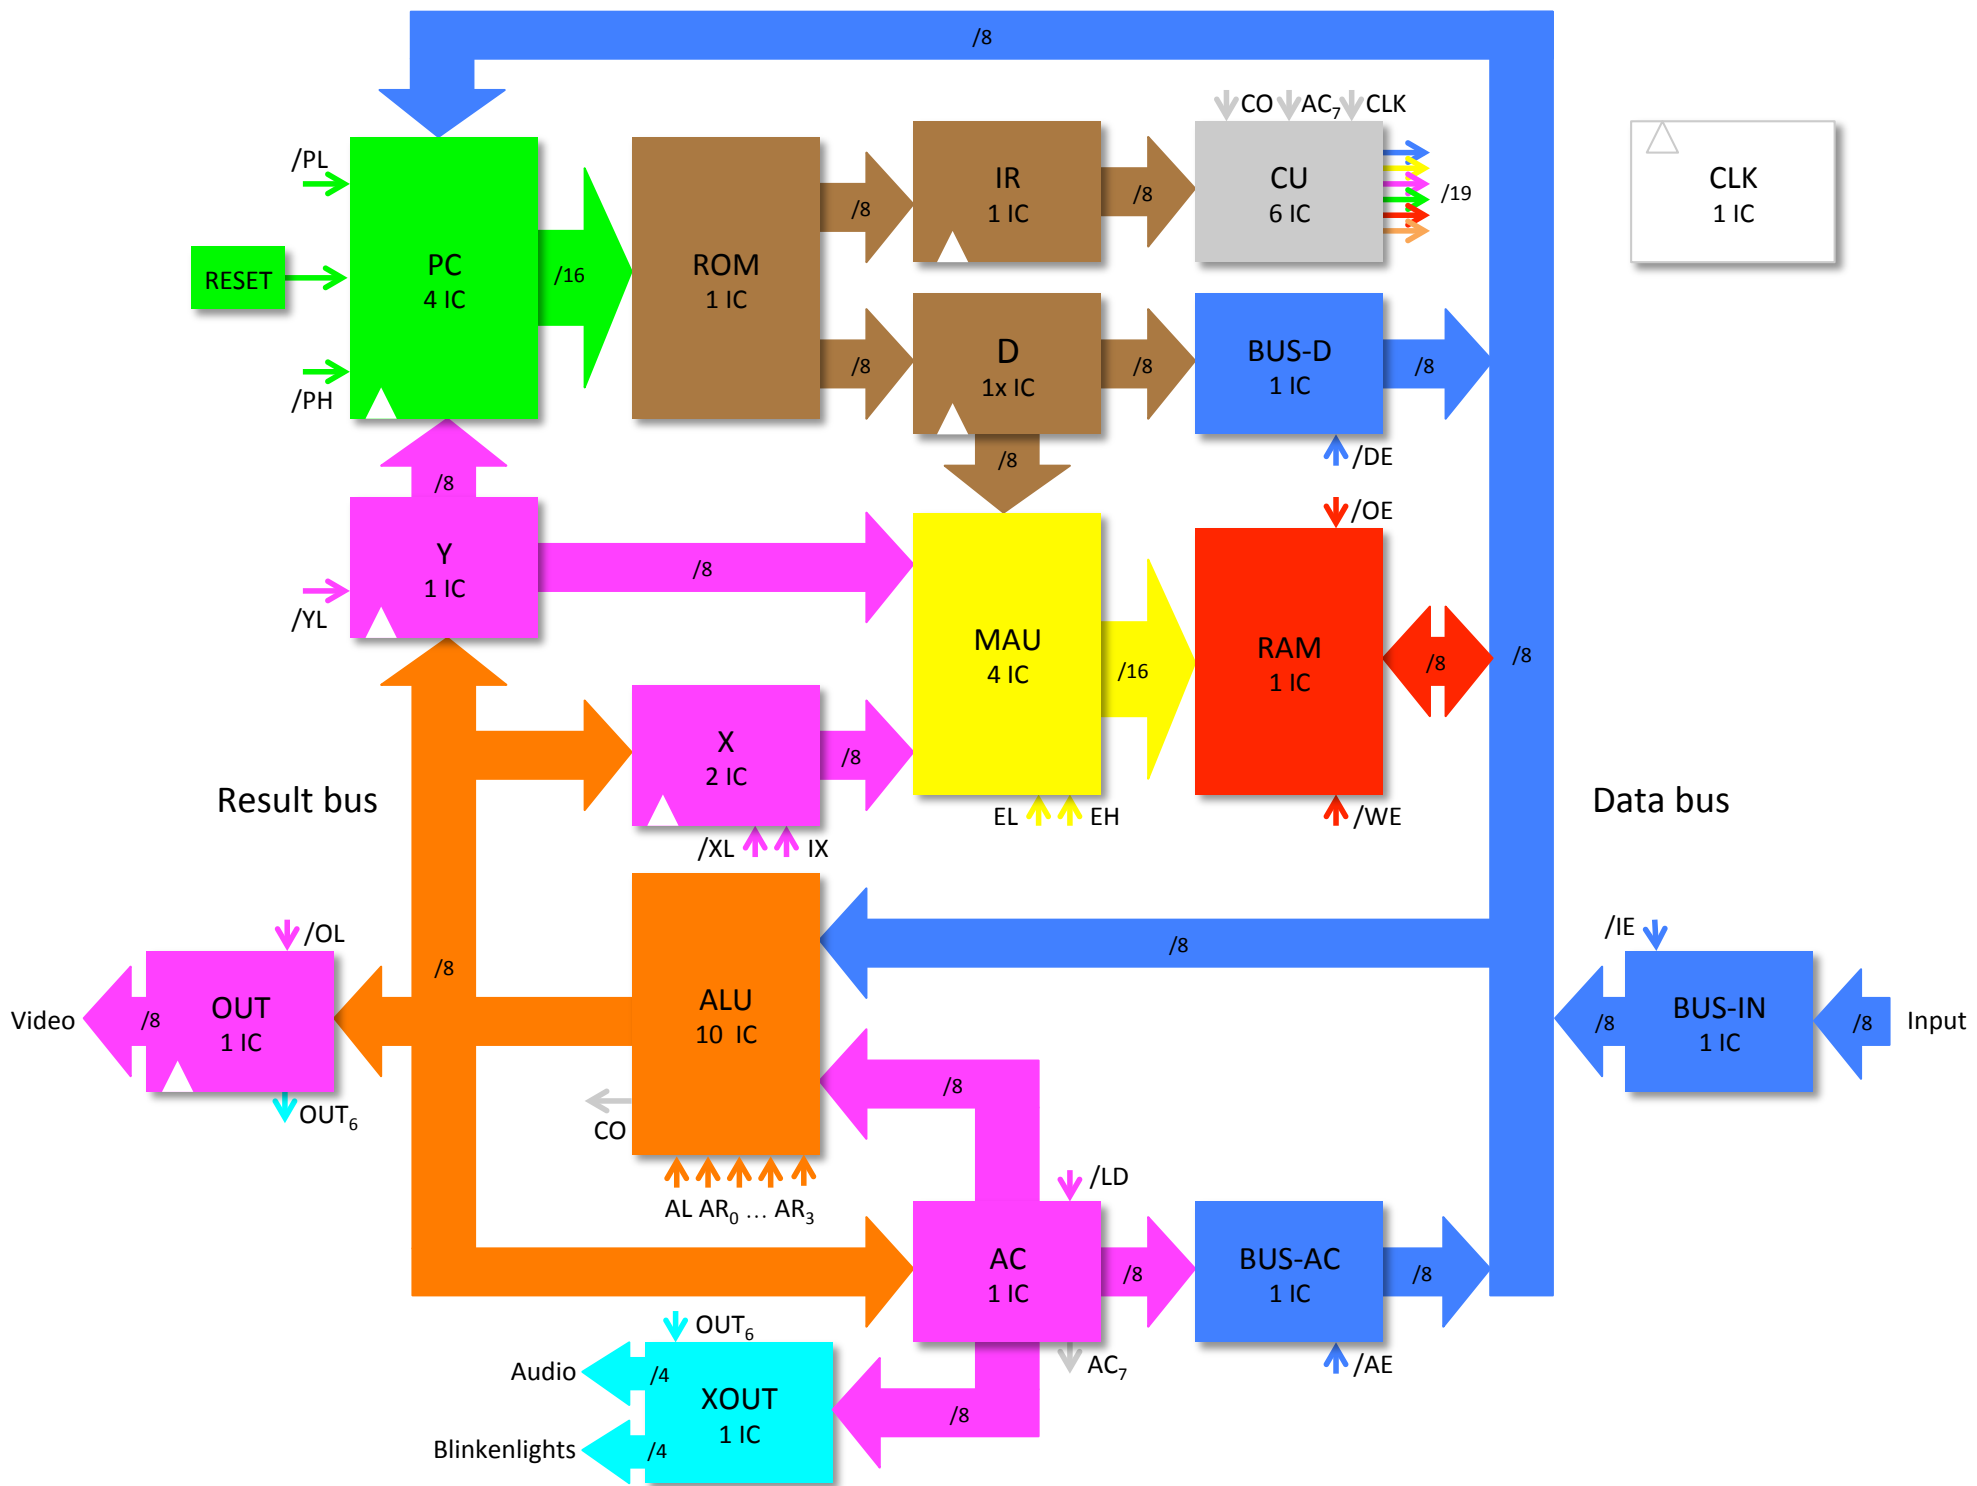 /8
CO AC7 CLK
/PL
IR
1 IC
CU
6 IC
CLK
1 IC
/8
/8
/19
RESET
PC
4 IC
/16
ROM
1 IC
/PH
/8
D
1x IC
/8
BUS-D
1 IC
/8
/DE
/8
/8
/OE
Y
1 IC
/8
/YL
MAU
4 IC
/16
RAM
1 IC
/8
/8
X
2 IC
/8
Result bus
Data bus
EL EH
/WE
/XL IX
/OL
/IE
/8
/8
Video
/8
OUT
1 IC
ALU
10 IC
/8
BUS-IN
1 IC
/8
Input
OUT6
CO
/8
AL AR0 ... AR3
/LD
AC
1 IC
/8
BUS-AC
1 IC
/8
OUT6
AC7
/AE
Audio
/4
XOUT
1 IC
/8
Blinkenlights
/4